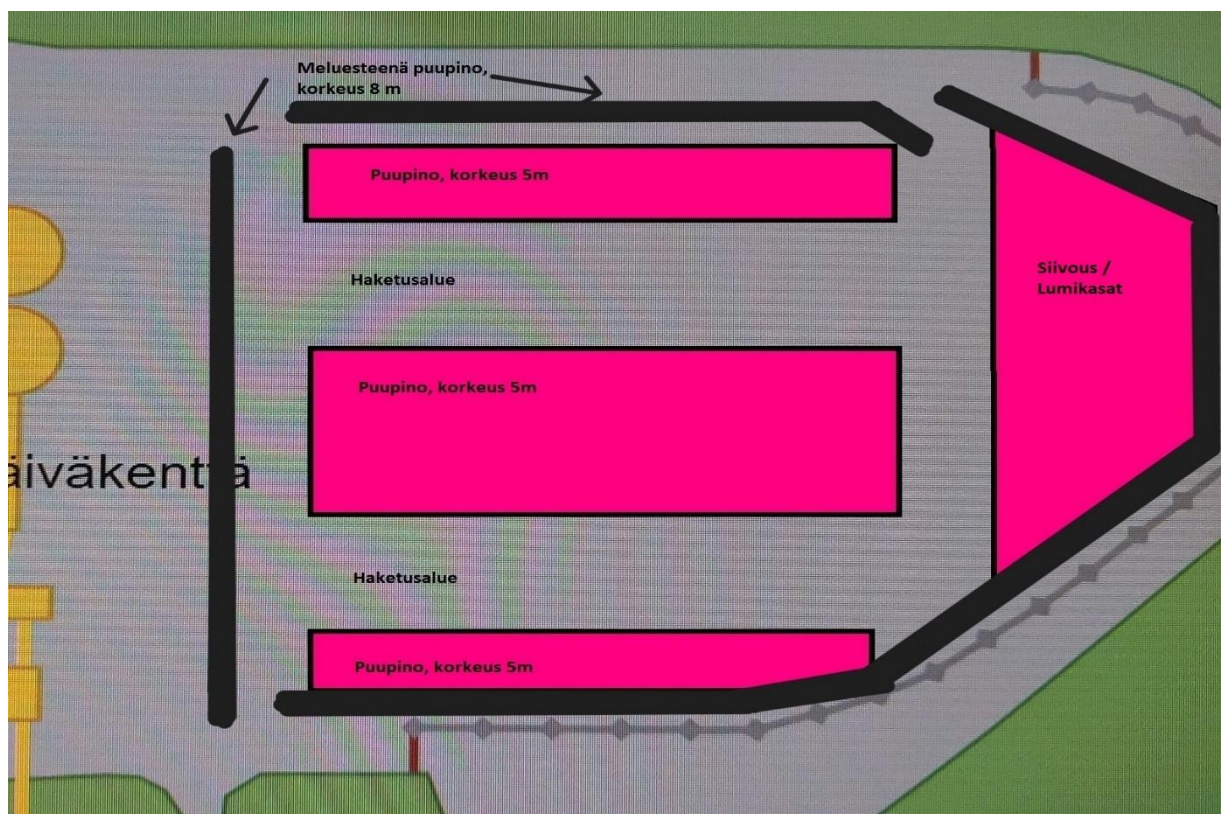 Meluesteenä puupino,
korkeus 8 m
Puupino, korkeus 5m
Haketusalue
Siivous /
Lumikasat
Puupino, korkeus 5m
äiväkenttä
Haketusalue
Puupino, korkeus 5m